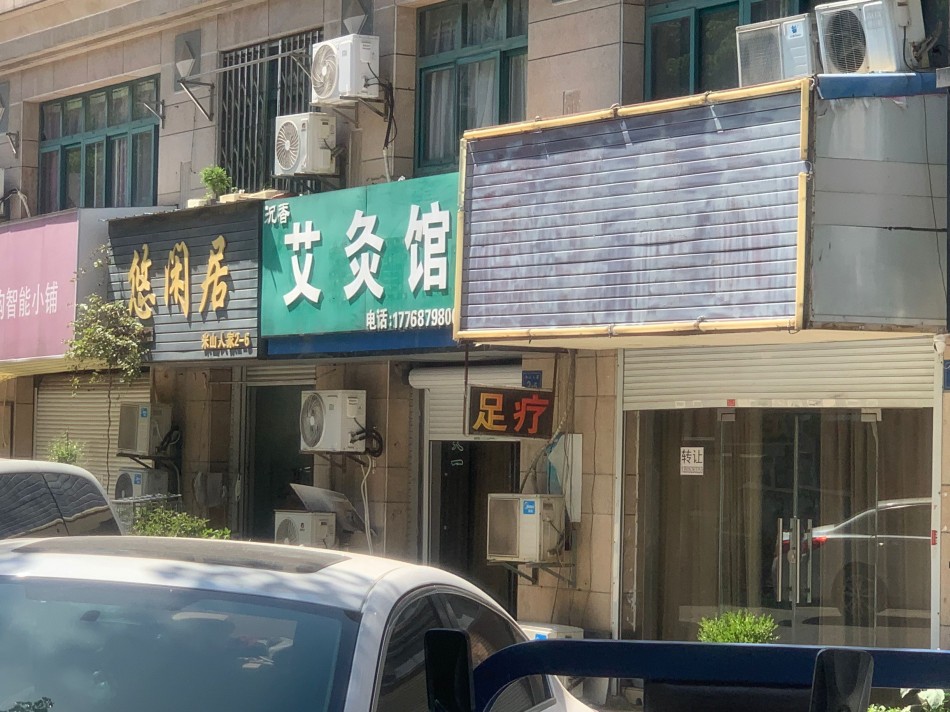 智能小铺
悠闲居
米山人家2-6
沉香
艾灸馆
电话:1776879800
足疗
转让